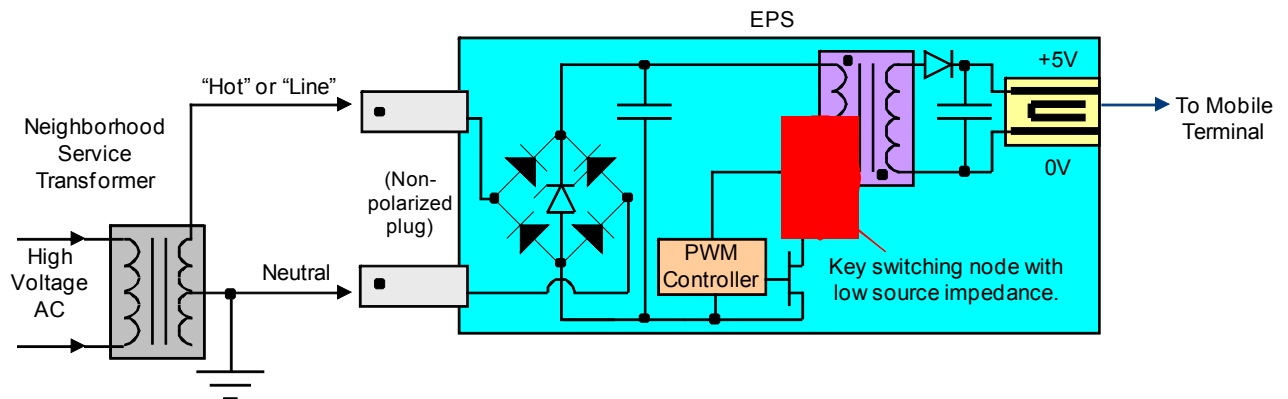 EPS
"Hot" or "Line"
+5V
To Mobile
Terminal
Neighborhood
Service
Transformer
(Non-
polarized
plug)
0V
High
Voltage
AC
Neutral
PWM
Controller
Key switching node with
low source impedance.